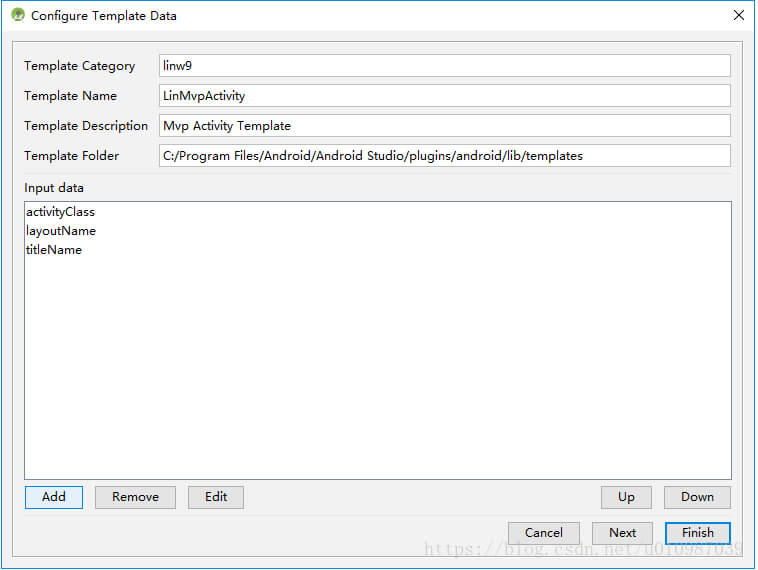 Configure Template Data
Template Category linw9
Template Name LinMvpActivity
Template Description Mvp Activity Template
Template Folder C:/Program Files/Android/Android Studio/plugins/android/lib/templates
Input data
activityClass
layoutName
titleName
Add Remove Edit Up Down
Cancel Next Finish
https://blog.csdn.net/u010987039